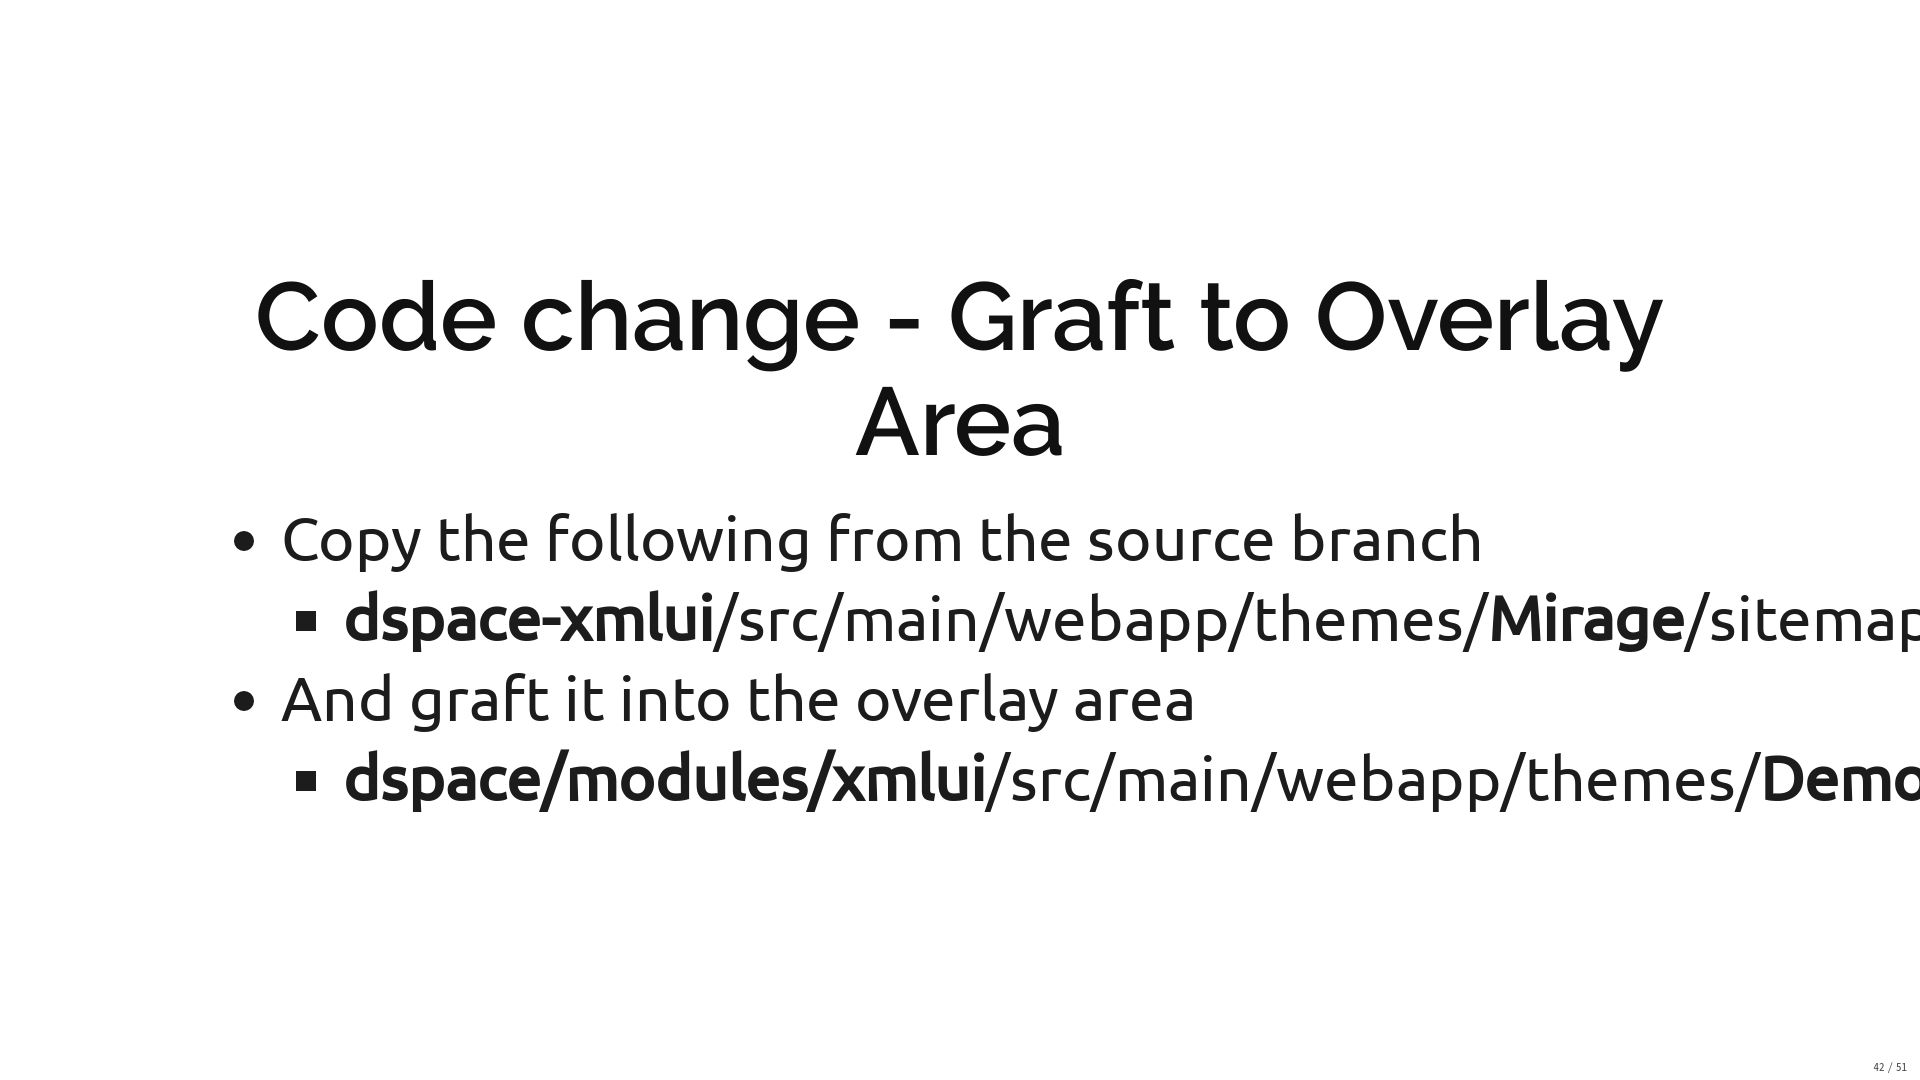 Code change - Graft to Overlay
Area
• Copy the following from the source branch
▪ dspace-xmlui/src/main/webapp/themes/Mirage/sitemap
• And graft it into the overlay area
▪ dspace/modules/xmlui/src/main/webapp/themes/Demo
42 / 51